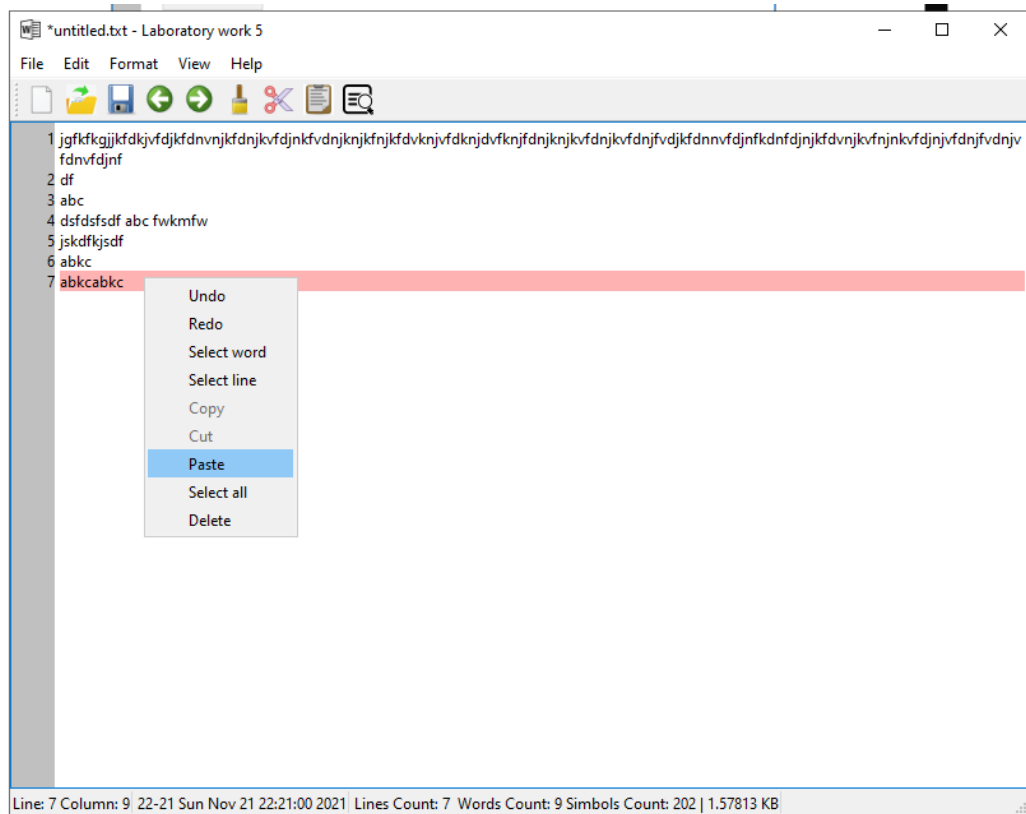 *untitled.txt - Laboratory work 5
File Edit Format View Help
1 jgfkfkgjjkfdkjvfdjkfdnvnjkfdnjkvfdjnkfvdnjknjkfnjkfdvknjvfdknjdvfknjfdnjknjkvfdnjkvfdnjfvdjkfdnnvfdjnfkdnfdjnjkfdvnjkvfnjnkvfdjnjvfdnjfvdnjv
fdnvfdjnf
2 df
3 abc
4 dsfdsfsdf abc fwkmfw
5 jskdfkjsdf
6 abkc
7 abkcabkc
Undo
Redo
Select word
Select line
Copy
Cut
Paste
Select all
Delete
Line: 7 Column: 9 22-21 Sun Nov 21 22:21:00 2021 Lines Count: 7 Words Count: 9 Simbols Count: 202 | 1.57813 KB